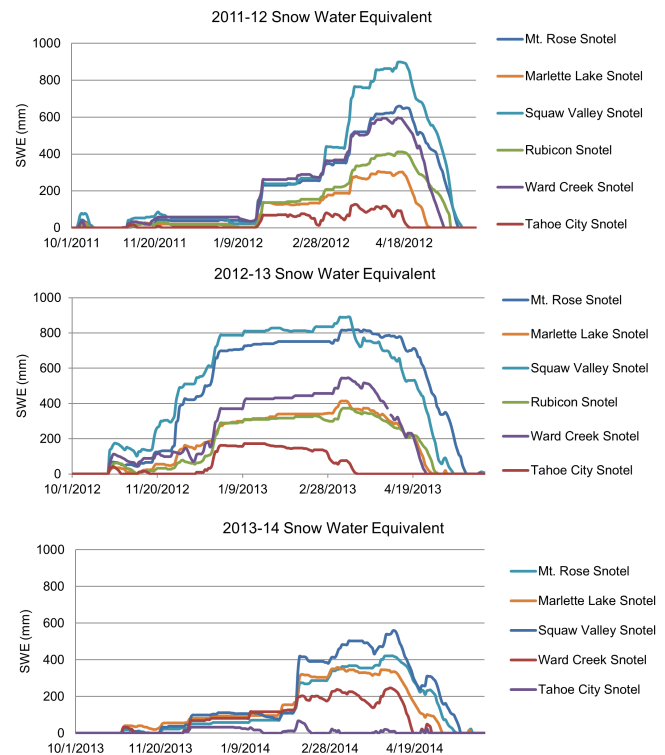 2011-12 Snow Water Equivalent
1000
800
600
400
200
0
SWE (mm)
10/1/2011 11/20/2011 1/9/2012 2/28/2012 4/18/2012
Mt. Rose Snotel
Marlette Lake Snotel
Squaw Valley Snotel
Rubicon Snotel
Ward Creek Snotel
Tahoe City Snotel
2012-13 Snow Water Equivalent
1000
800
600
400
200
0
SWE (mm)
10/1/2012 11/20/2012 1/9/2013 2/28/2013 4/19/2013
Mt. Rose Snotel
Marlette Lake Snotel
Squaw Valley Snotel
Rubicon Snotel
Ward Creek Snotel
Tahoe City Snotel
2013-14 Snow Water Equivalent
1000
800
600
400
200
0
SWE (mm)
10/1/2013 11/20/2013 1/9/2014 2/28/2014 4/19/2014
Mt. Rose Snotel
Marlette Lake Snotel
Squaw Valley Snotel
Ward Creek Snotel
Tahoe City Snotel